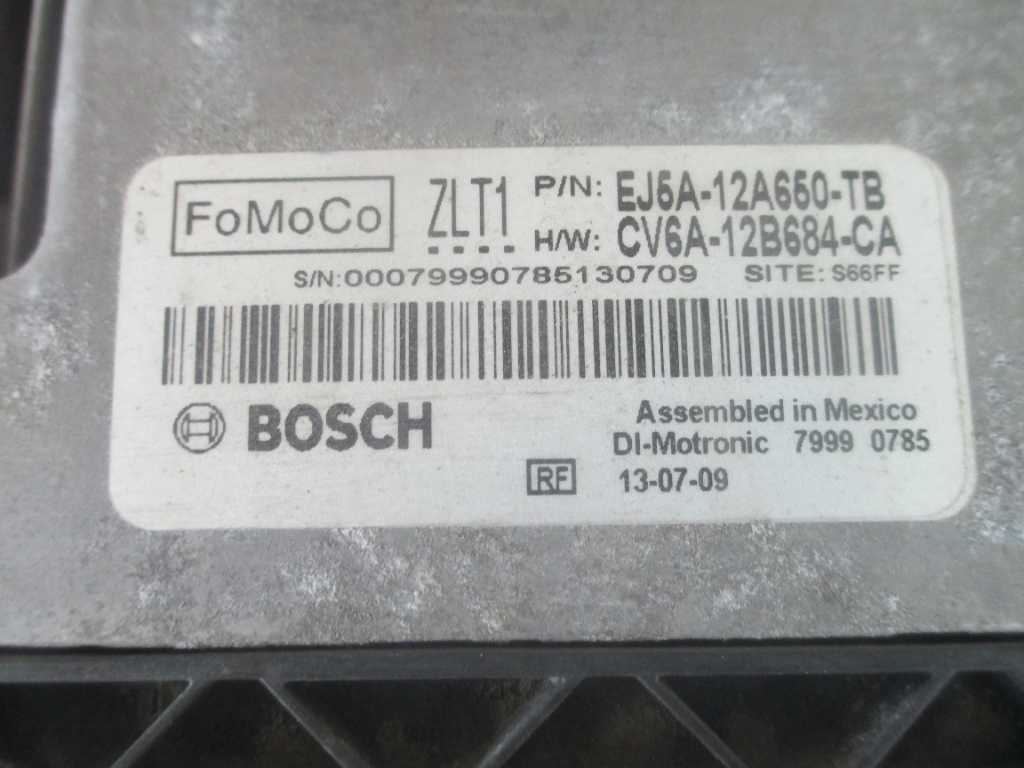 FoMoCo ZLT1 P/N: EJ5A-12A650-TB
H/W: CV6A-12B684-CA
S/N:00079990785130709 SITE: S66FF
BOSCH Assembled in Mexico
DI-Motronic 7999 0785
RF 13-07-09